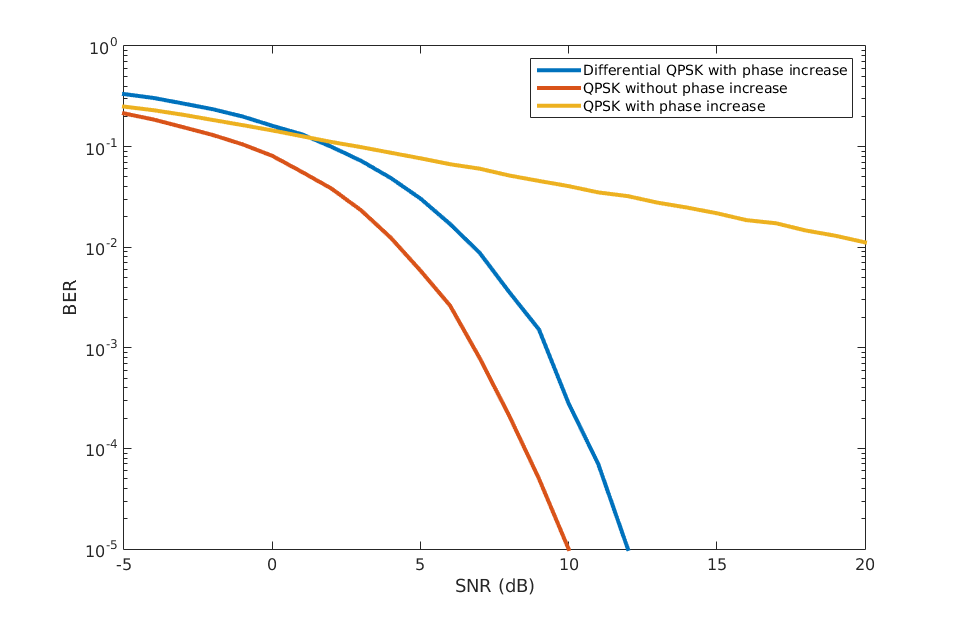 Differential QPSK with phase increase
QPSK without phase increase
QPSK with phase increase
10^0
10^-1
10^-2
10^-3
10^-4
10^-5
BER
-5 0 5 10 15 20
SNR (dB)